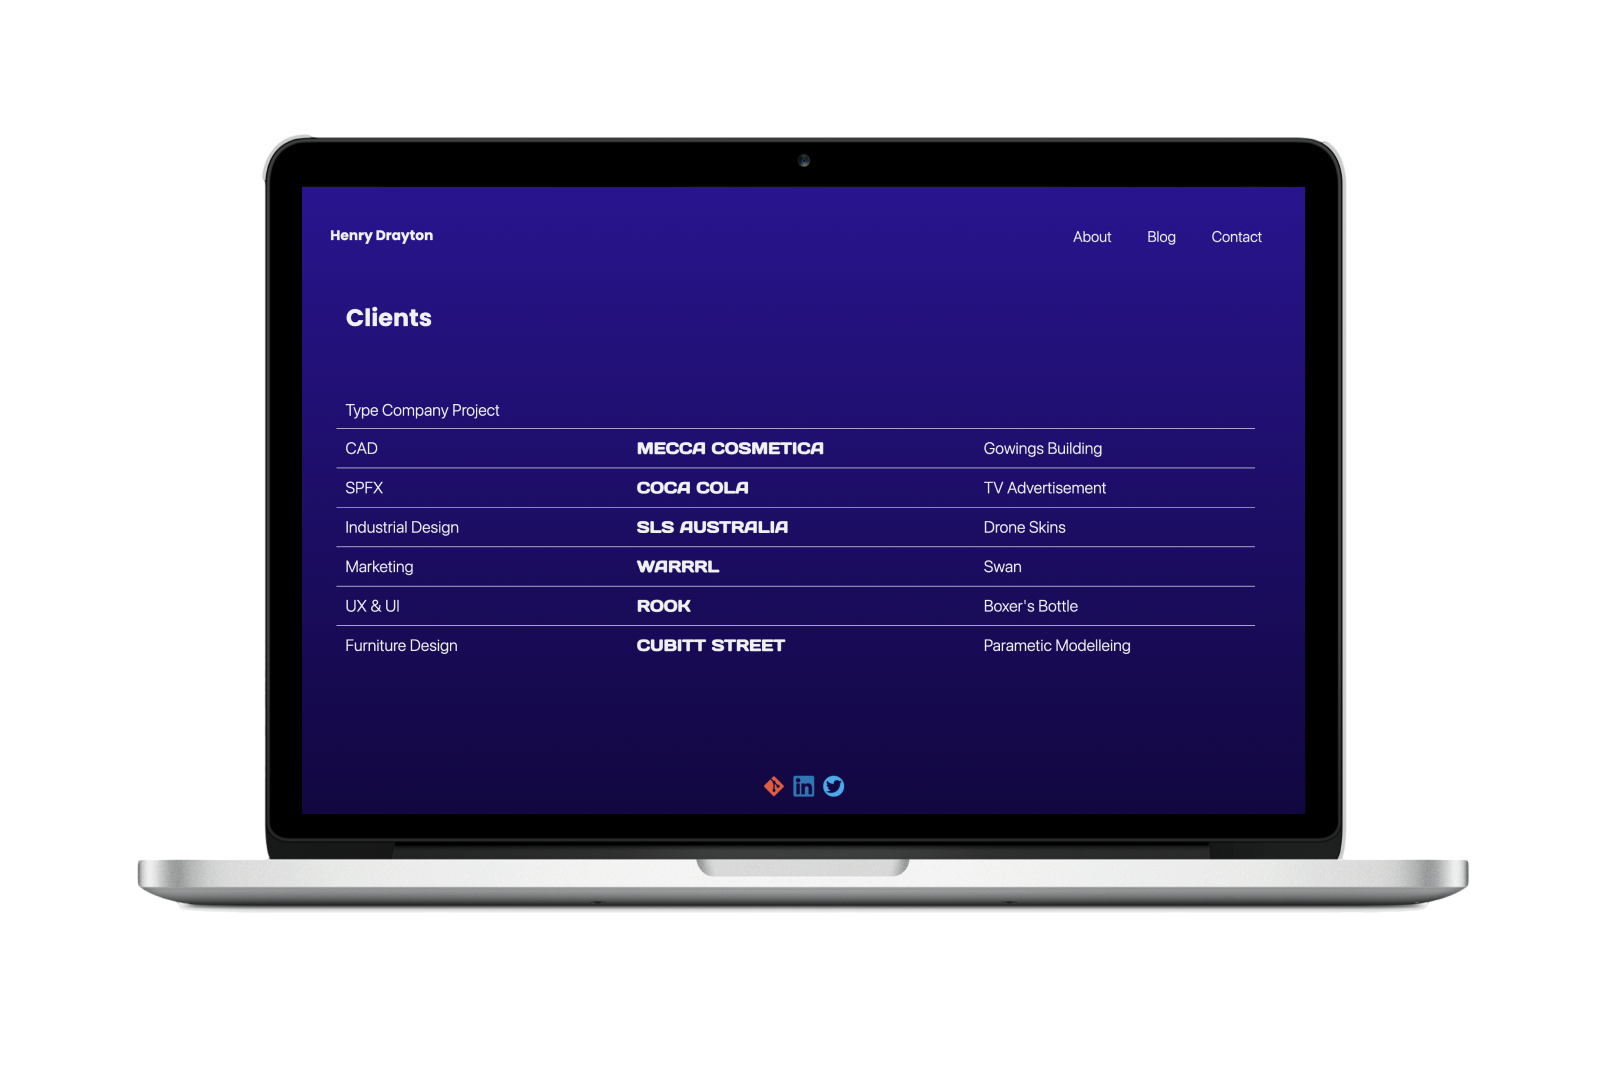 Henry Drayton About Blog Contact
Clients
Type Company Project
CAD MECCA COSMETICA Gowings Building
SPFX COCA COLA TV Advertisement
Industrial Design SLS AUSTRALIA Drone Skins
Marketing WARRRL Swan
UX & UI ROOK Boxer's Bottle
Furniture Design CUBITT STREET Parametic Modelleing
in